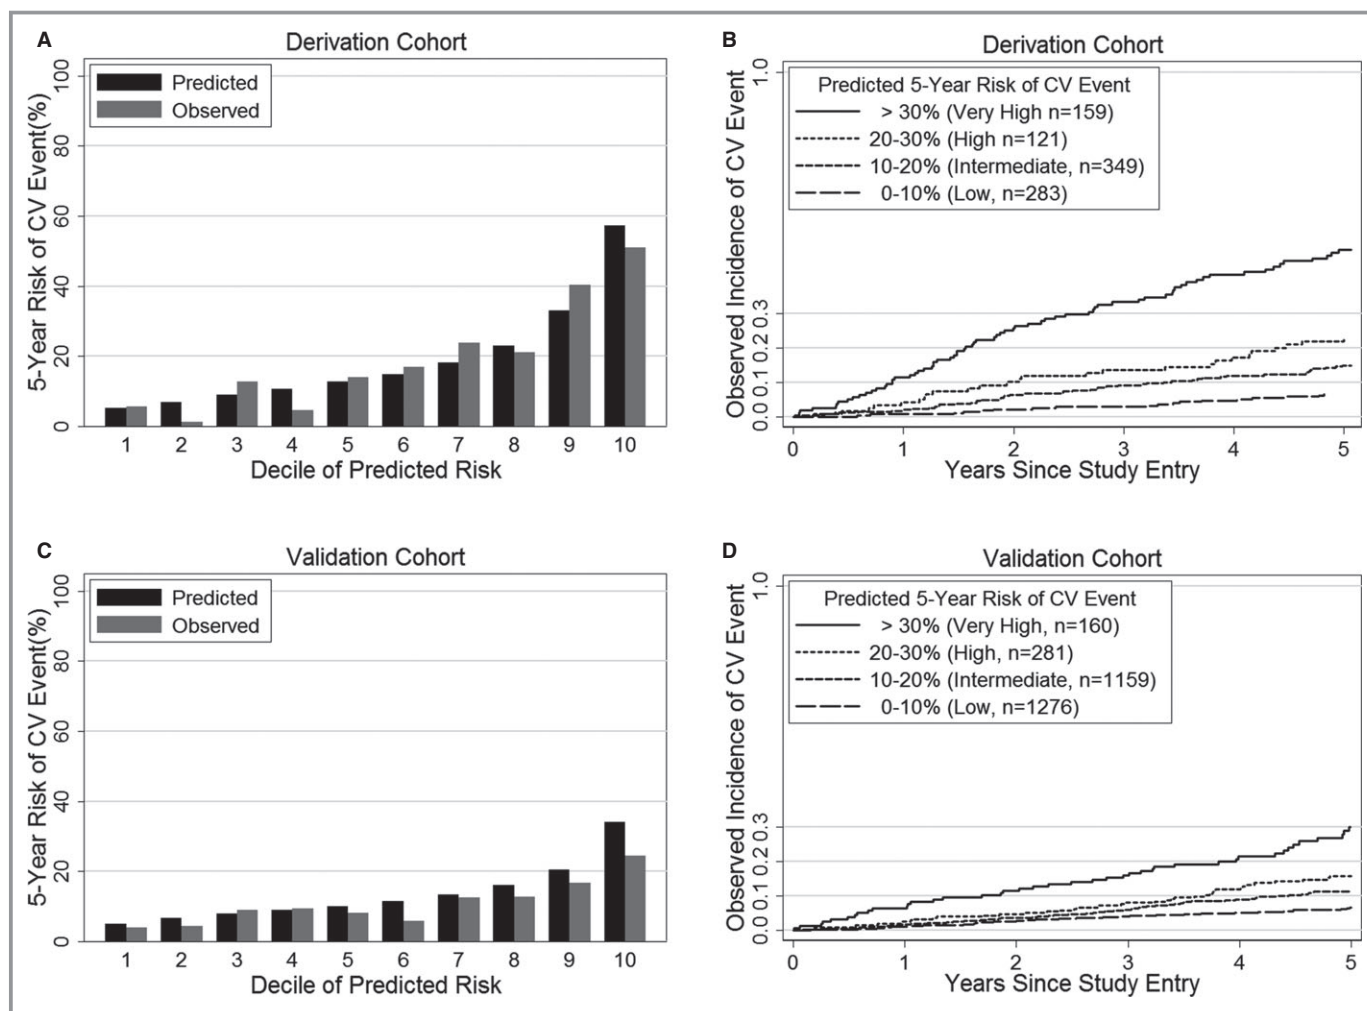 A
Derivation Cohort
5-Year Risk of CV Event(%)
100
80
60
40
20
0
Predicted
Observed
1 2 3 4 5 6 7 8 9 10
Decile of Predicted Risk
B
Derivation Cohort
Observed Incidence of CV Event
1.0
0.3
0.2
0.1
0.0
Predicted 5-Year Risk of CV Event
> 30% (Very High n=159)
20-30% (High n=121)
10-20% (Intermediate, n=349)
0-10% (Low, n=283)
0 1 2 3 4 5
Years Since Study Entry
C
Validation Cohort
5-Year Risk of CV Event(%)
100
80
60
40
20
0
Predicted
Observed
1 2 3 4 5 6 7 8 9 10
Decile of Predicted Risk
D
Validation Cohort
Observed Incidence of CV Event
1.0
0.3
0.2
0.1
0.0
Predicted 5-Year Risk of CV Event
> 30% (Very High, n=160)
20-30% (High, n=281)
10-20% (Intermediate, n=1159)
0-10% (Low, n=1276)
0 1 2 3 4 5
Years Since Study Entry